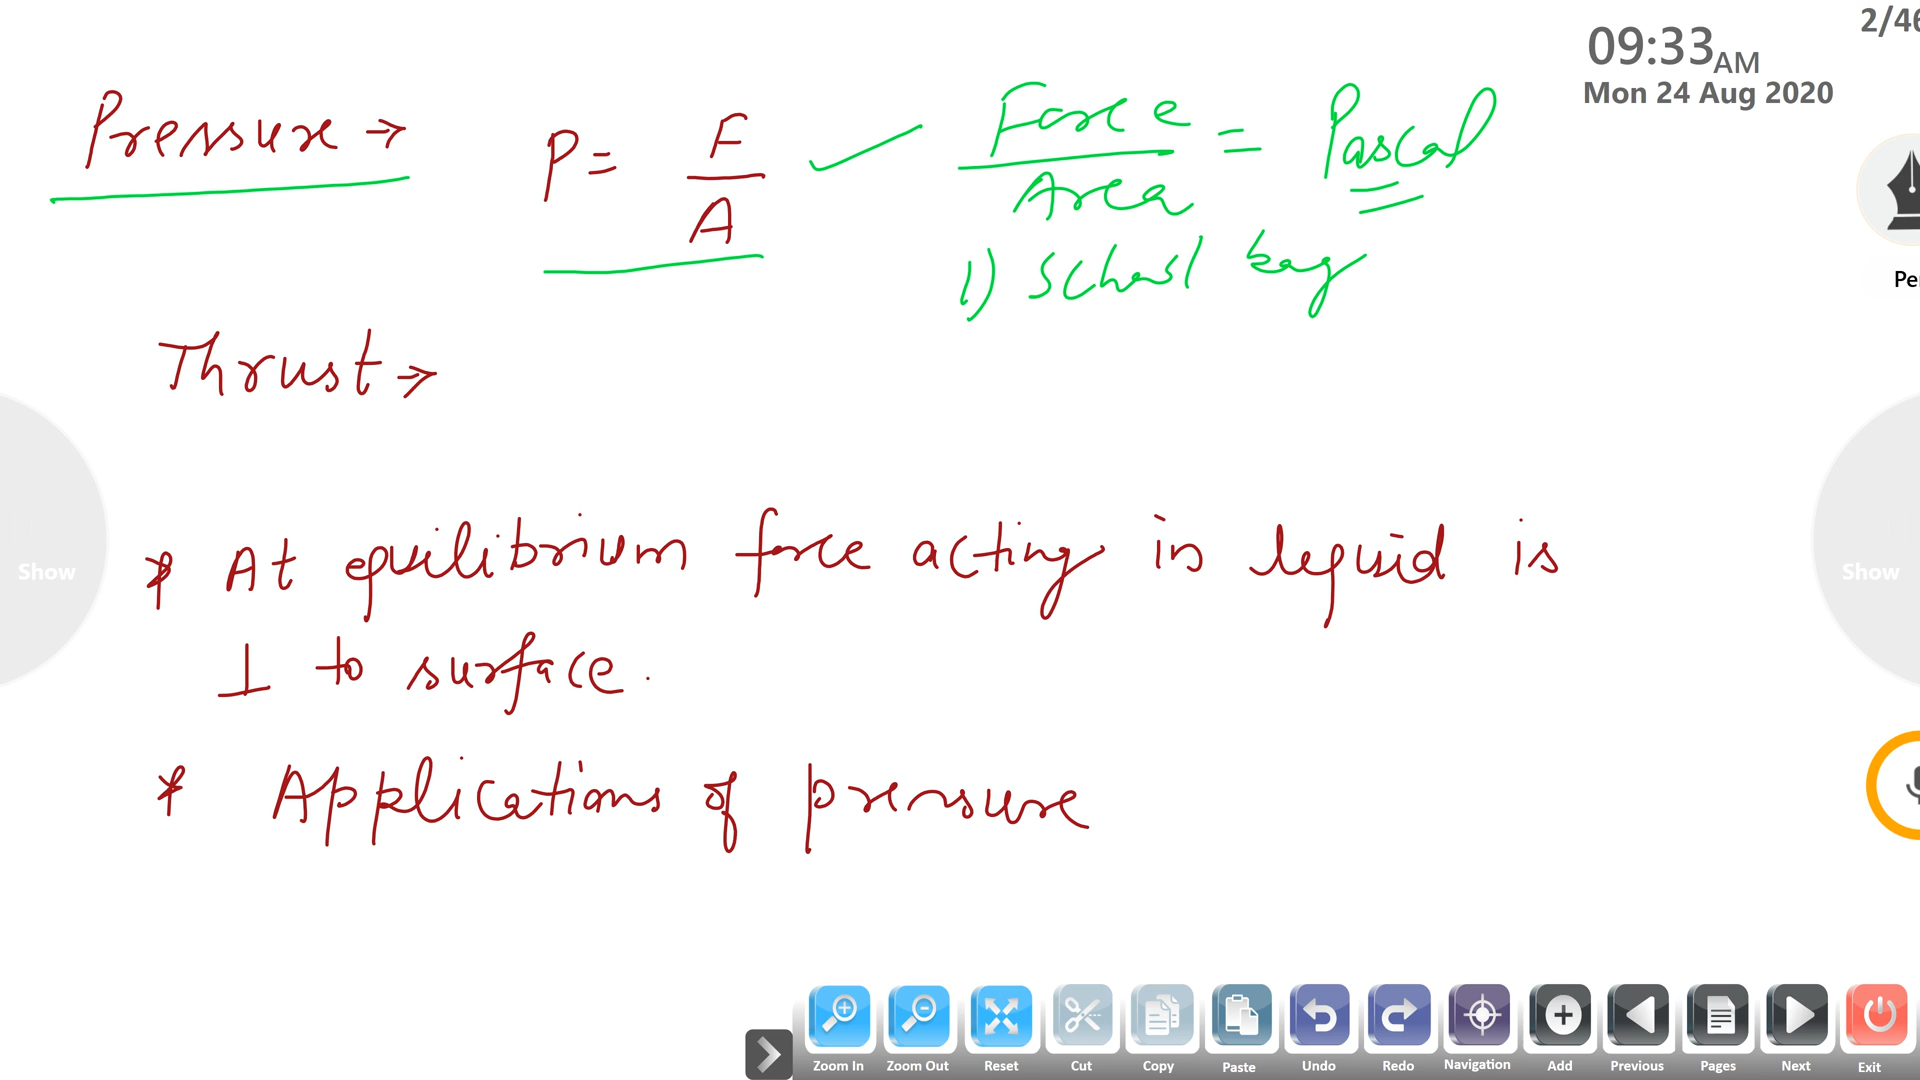 2/46
09:33 AM
Mon 24 Aug 2020
Pressure → P = F/A ✓ Force/Area = Pascal
1) School bag
Thrust →
* At equilibrium force acting in liquid is
⊥ to surface.
* Applications of pressure
Show
Show
Zoom In Zoom Out Reset Cut Copy Paste Undo Redo Navigation Add Previous Pages Next Exit